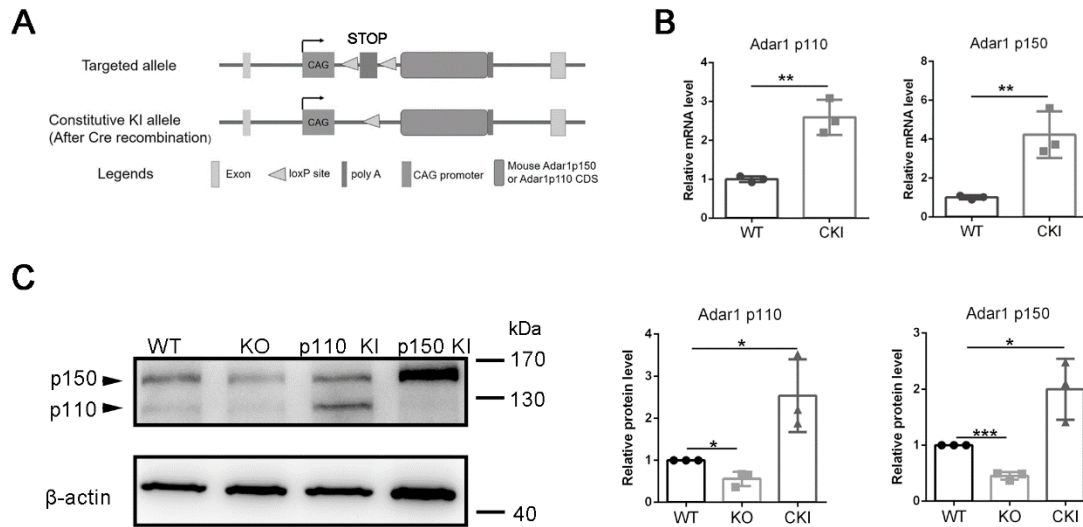 A
STOP
Targeted allele
CAG
Constitutive KI allele
(After Cre recombination)
CAG
Legends
Exon
loxP site
poly A
CAG promoter
Mouse Adar1p150
or Adar1p110 CDS
B
Adar1 p110
Relative mRNA level
4
3
2
1
0
**
WT
CKI
Adar1 p150
Relative mRNA level
8
6
4
2
0
**
WT
CKI
C
WT
KO
p110 KI
p150 KI
kDa
170
p150
130
p110
β-actin
40
Adar1 p110
Relative protein level
4
3
2
1
0
*
*
WT
KO
CKI
Adar1 p150
Relative protein level
3
2
1
0
*
***
WT
KO
CKI